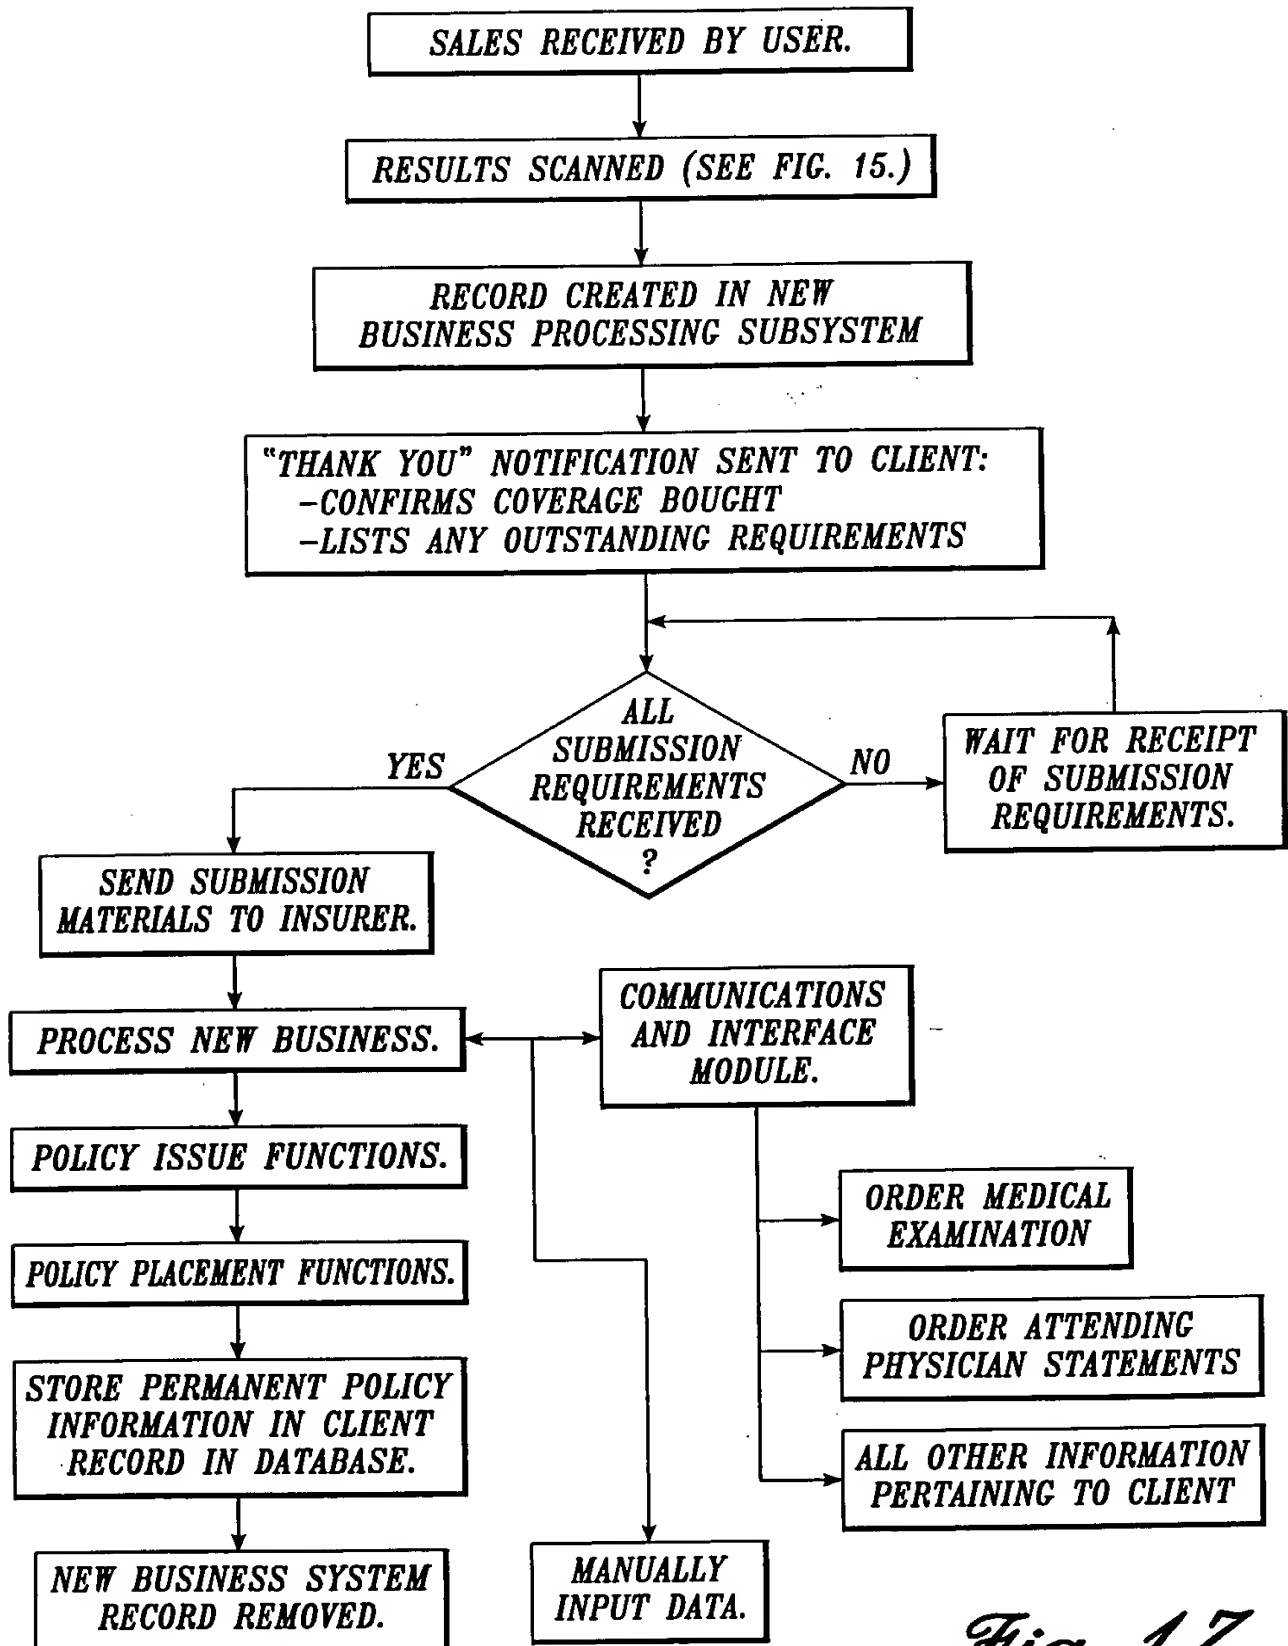 SALES RECEIVED BY USER.
RESULTS SCANNED (SEE FIG. 15.)
RECORD CREATED IN NEW
BUSINESS PROCESSING SUBSYSTEM
"THANK YOU" NOTIFICATION SENT TO CLIENT:
-CONFIRMS COVERAGE BOUGHT
-LISTS ANY OUTSTANDING REQUIREMENTS
ALL
SUBMISSION
REQUIREMENTS
RECEIVED
?
YES
NO
WAIT FOR RECEIPT
OF SUBMISSION
REQUIREMENTS.
SEND SUBMISSION
MATERIALS TO INSURER.
PROCESS NEW BUSINESS.
COMMUNICATIONS
AND INTERFACE
MODULE.
POLICY ISSUE FUNCTIONS.
ORDER MEDICAL
EXAMINATION
POLICY PLACEMENT FUNCTIONS.
ORDER ATTENDING
PHYSICIAN STATEMENTS
STORE PERMANENT POLICY
INFORMATION IN CLIENT
RECORD IN DATABASE.
ALL OTHER INFORMATION
PERTAINING TO CLIENT
NEW BUSINESS SYSTEM
RECORD REMOVED.
MANUALLY
INPUT DATA.
Fig. 17